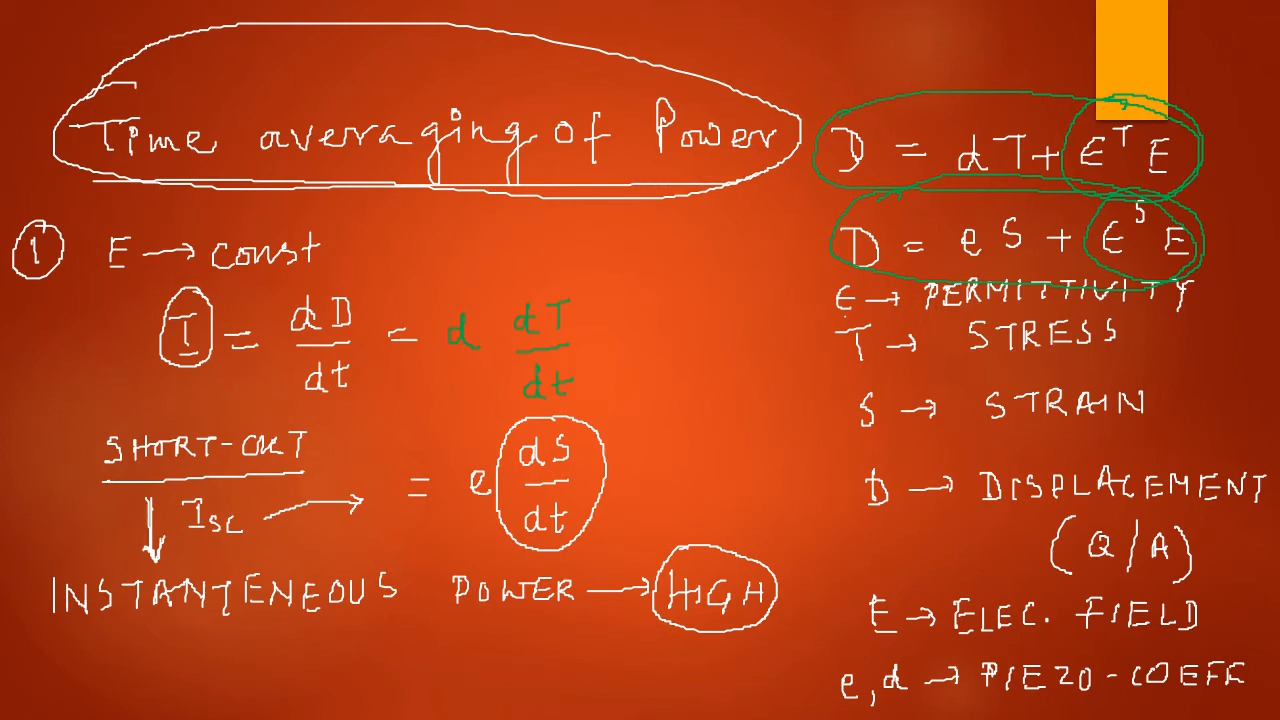 Time averaging of Power
① E → const
I = dD/dt = d dT/dt
SHORT-CKT
I_SC → = e dS/dt
INSTANTENEOUS POWER → HIGH
D = dT + ε^T E
D = eS + ε^S E
ε → PERMITTIVITY
T → STRESS
S → STRAIN
D → DISPLACEMENT
(Q/A)
E → ELEC. FIELD
e, d → PIEZO-COEFF